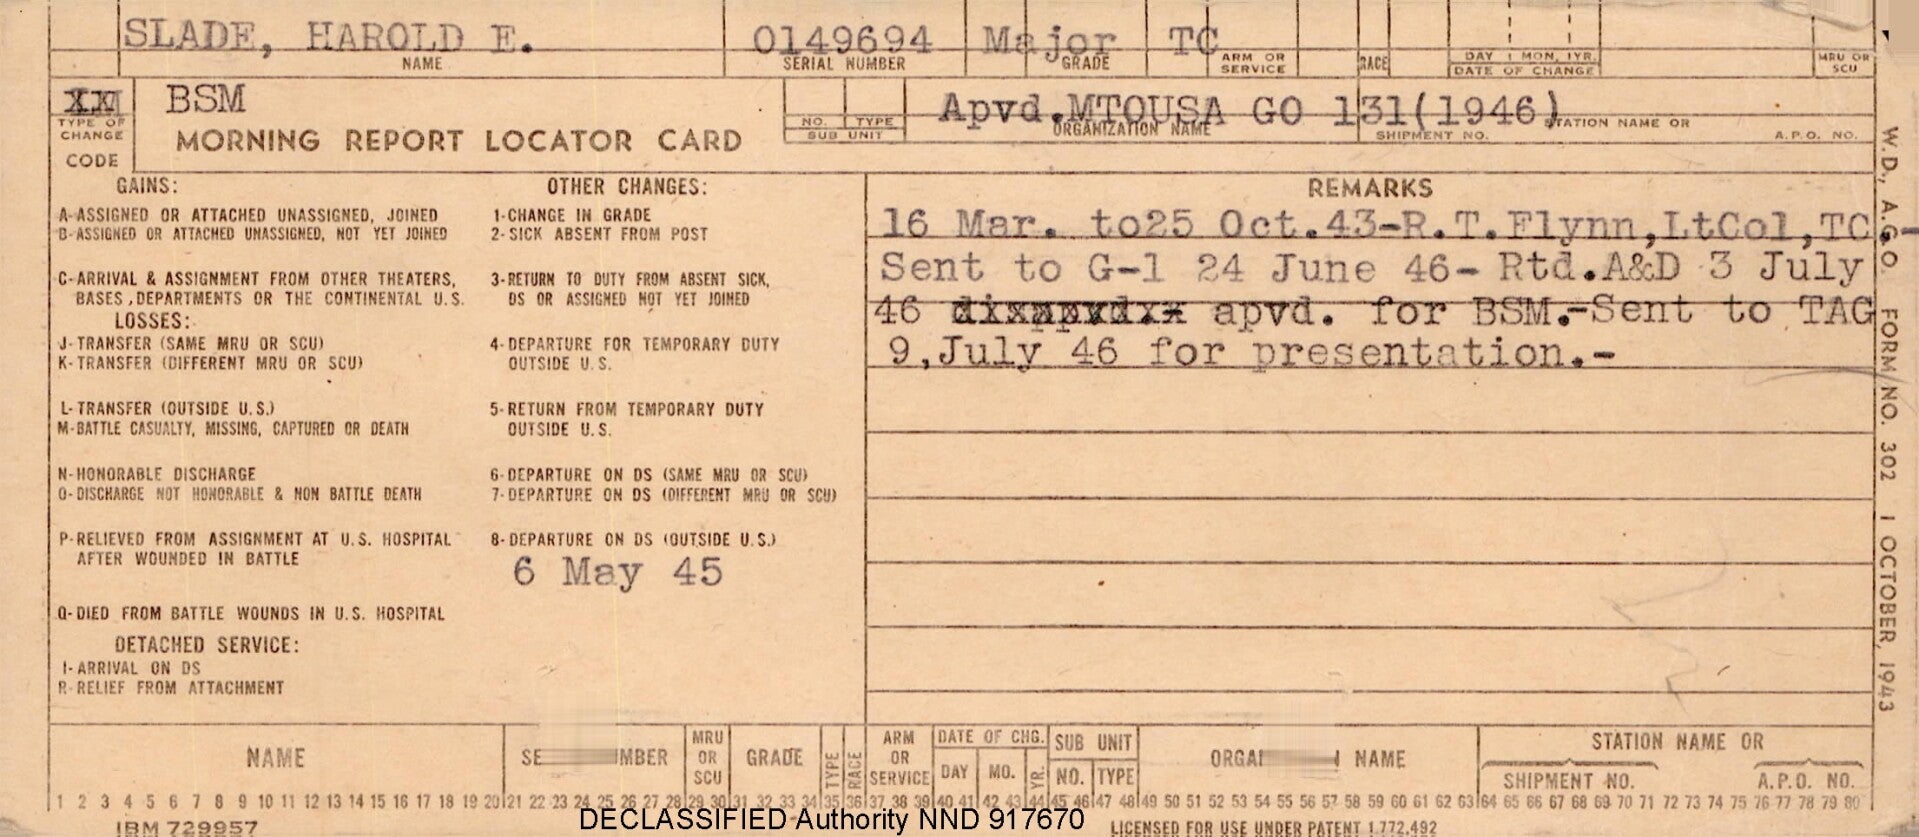 SLADE, HAROLD E. 0149694 Major TC
NAME SERIAL NUMBER GRADE ARM OR SERVICE RACE DAY MON. YR. DATE OF CHANGE MRU OR SCU
BSM Apvd.MTOUSA GO 131(1946)
TYPE OF CHANGE CODE NO. TYPE SUB UNIT ORGANIZATION NAME SHIPMENT NO. STATION NAME OR A.P.O. NO.
MORNING REPORT LOCATOR CARD
GAINS:
A-ASSIGNED OR ATTACHED UNASSIGNED, JOINED
B-ASSIGNED OR ATTACHED UNASSIGNED, NOT YET JOINED
C-ARRIVAL & ASSIGNMENT FROM OTHER THEATERS,
BASES, DEPARTMENTS OR THE CONTINENTAL U.S.
LOSSES:
J-TRANSFER (SAME MRU OR SCU)
K-TRANSFER (DIFFERENT MRU OR SCU)
L-TRANSFER (OUTSIDE U.S.)
M-BATTLE CASUALTY, MISSING, CAPTURED OR DEATH
N-HONORABLE DISCHARGE
O-DISCHARGE NOT HONORABLE & NON BATTLE DEATH
P-RELIEVED FROM ASSIGNMENT AT U.S. HOSPITAL
AFTER WOUNDED IN BATTLE
Q-DIED FROM BATTLE WOUNDS IN U.S. HOSPITAL
DETACHED SERVICE:
I-ARRIVAL ON DS
R-RELIEF FROM ATTACHMENT
OTHER CHANGES:
1-CHANGE IN GRADE
2-SICK ABSENT FROM POST
3-RETURN TO DUTY FROM ABSENT SICK,
DS OR ASSIGNED NOT YET JOINED
4-DEPARTURE FOR TEMPORARY DUTY
OUTSIDE U.S.
5-RETURN FROM TEMPORARY DUTY
OUTSIDE U.S.
6-DEPARTURE ON DS (SAME MRU OR SCU)
7-DEPARTURE ON DS (DIFFERENT MRU OR SCU)
8-DEPARTURE ON DS (OUTSIDE U.S.)
6 May 45
REMARKS
16 Mar. to25 Oct.43-R.T.Flynn,LtCol,TC.-
Sent to G-1 24 June 46- Rtd.A&D 3 July
46 apvd. for BSM.-Sent to TAG
9,July 46 for presentation.-
W.D., A.G.O. FORM NO. 302 1 OCTOBER, 1943
NAME MRU OR SCU GRADE TYPE RACE ARM OR SERVICE DATE OF CHG. DAY MO. YR. SUB UNIT NO. TYPE NAME STATION NAME OR SHIPMENT NO. A.P.O. NO.
1 2 3 4 5 6 7 8 9 10 11 12 13 14 15 16 17 18 19 20 21 22 23 24 25 26 27 28 29 30 31 32 33 34 35 36 37 38 39 40 41 42 43 44 45 46 47 48 49 50 51 52 53 54 55 56 57 58 59 60 61 62 63 64 65 66 67 68 69 70 71 72 73 74 75 76 77 78 79 80
IBM 729957
DECLASSIFIED Authority NND 917670
LICENSED FOR USE UNDER PATENT 1,772,492